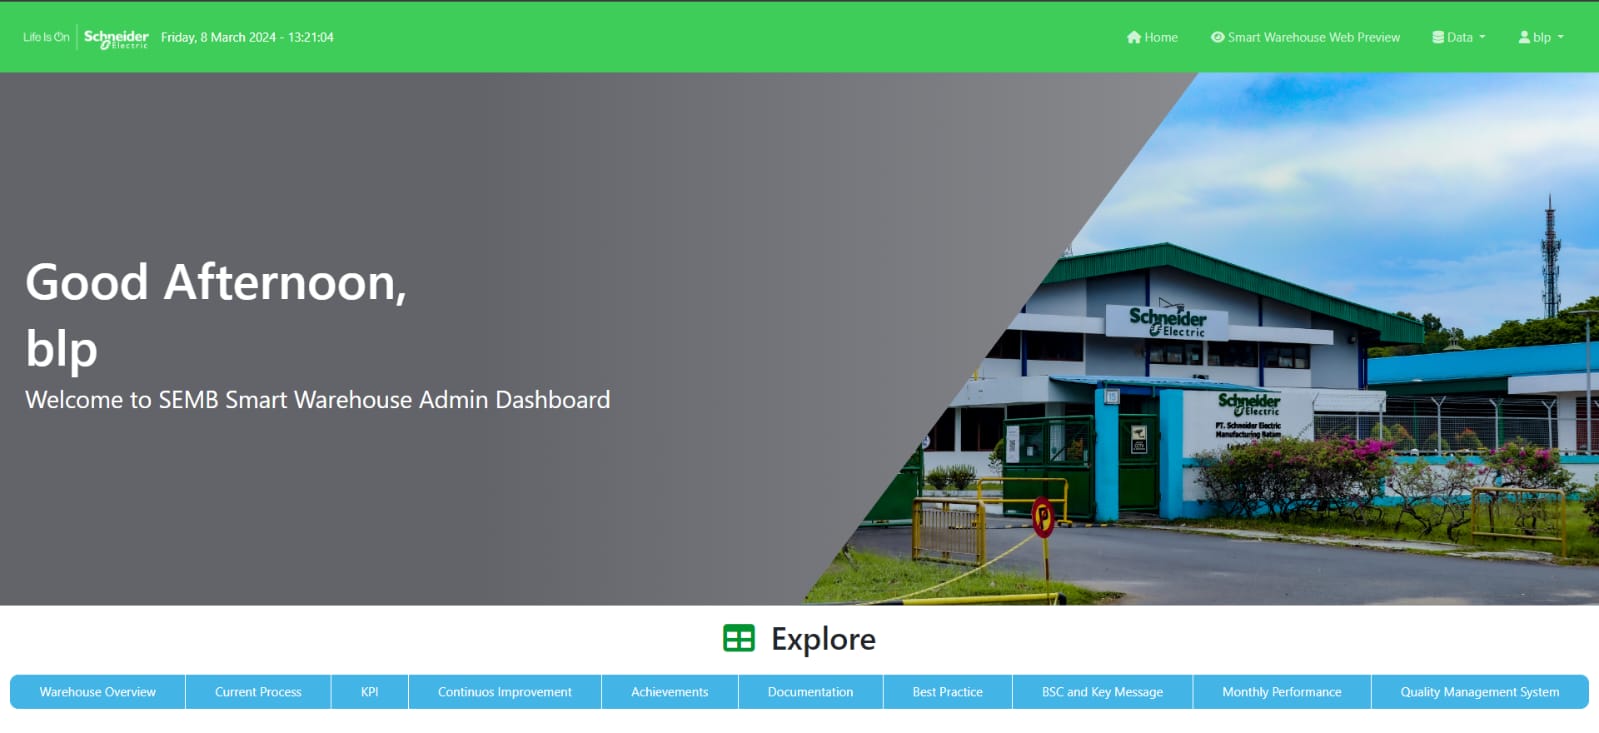 Life Is On
Schneider
Electric
Friday, 8 March 2024 - 13:21:04
Home
Smart Warehouse Web Preview
Data
blp
Good Afternoon,
blp
Welcome to SEMB Smart Warehouse Admin Dashboard
Schneider
Electric
Schneider
Electric
PT. Schneider Electric
Manufacturing Batam
Explore
Warehouse Overview
Current Process
KPI
Continuos Improvement
Achievements
Documentation
Best Practice
BSC and Key Message
Monthly Performance
Quality Management System